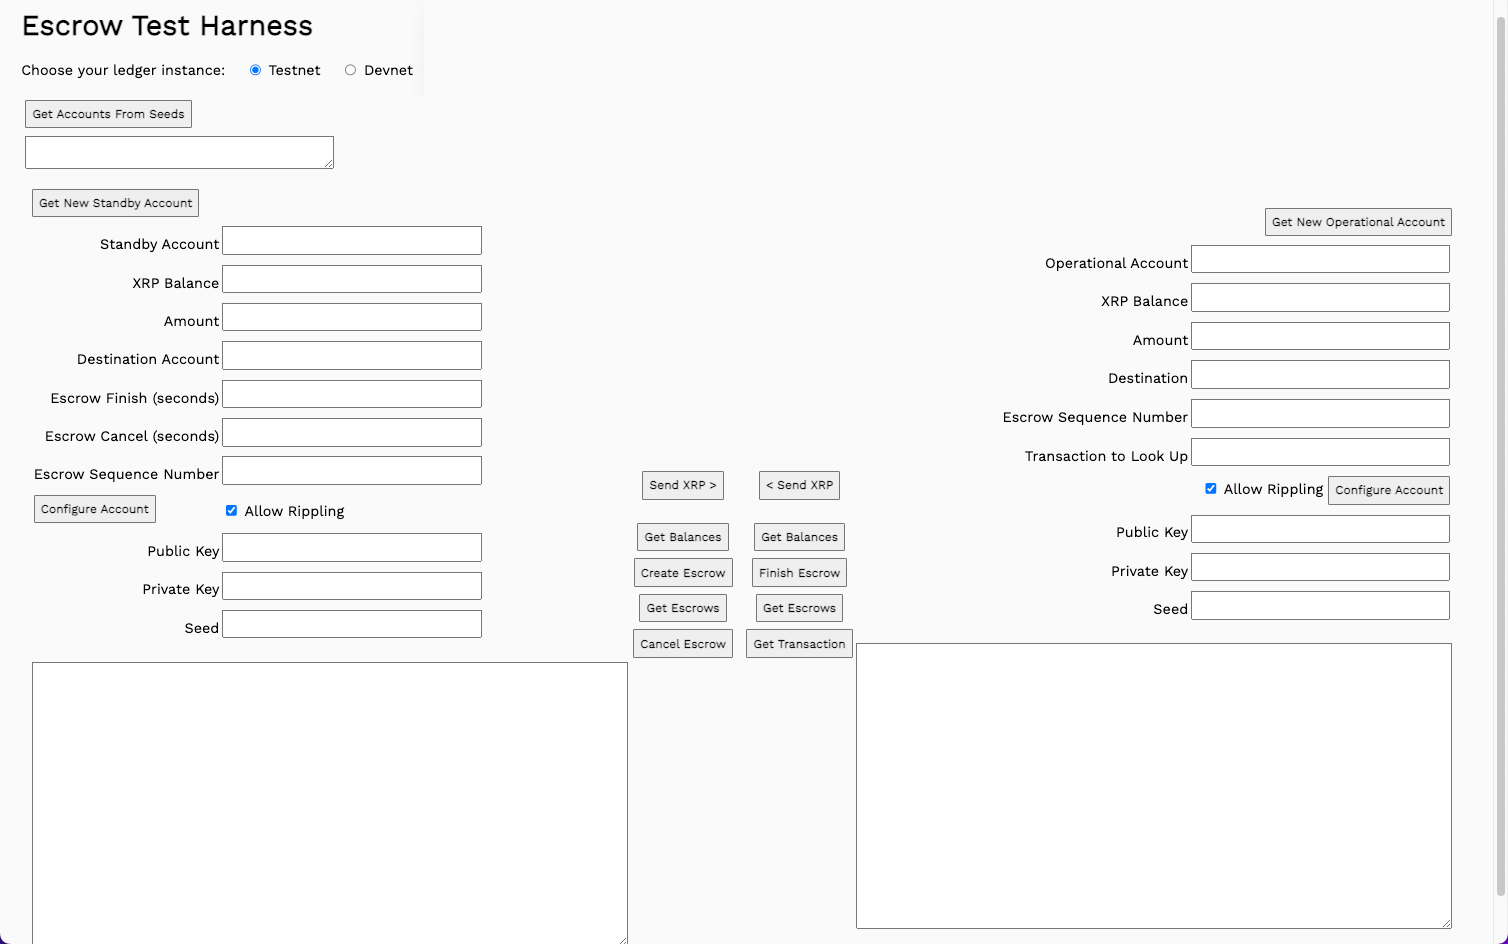 Escrow Test Harness
Choose your ledger instance: Testnet Devnet
Get Accounts From Seeds
Get New Standby Account
Standby Account
XRP Balance
Amount
Destination Account
Escrow Finish (seconds)
Escrow Cancel (seconds)
Escrow Sequence Number
Configure Account Allow Rippling
Public Key
Private Key
Seed
Send XRP > < Send XRP
Get Balances Get Balances
Create Escrow Finish Escrow
Get Escrows Get Escrows
Cancel Escrow Get Transaction
Get New Operational Account
Operational Account
XRP Balance
Amount
Destination
Escrow Sequence Number
Transaction to Look Up
Allow Rippling Configure Account
Public Key
Private Key
Seed